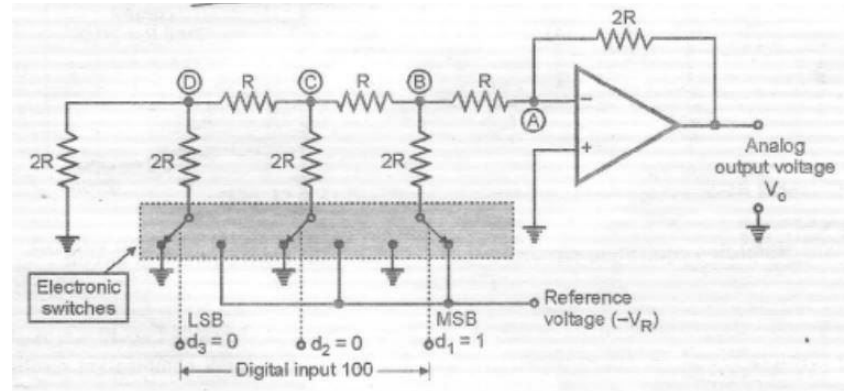 2R
D
R
C
R
B
R
A
−
+
2R
2R
2R
2R
Analog
output voltage
Vo
Electronic
switches
LSB
d3 = 0
d2 = 0
MSB
d1 = 1
Reference
voltage (−VR)
Digital input 100